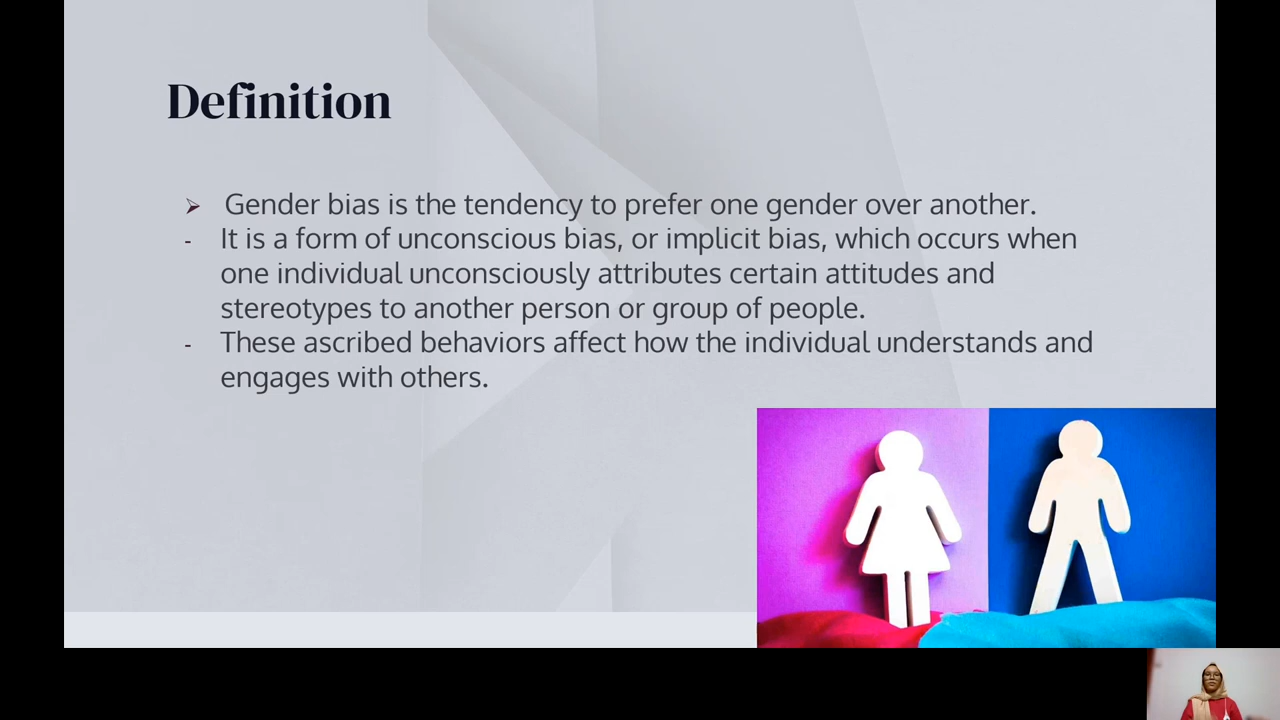 Definition
➢ Gender bias is the tendency to prefer one gender over another.
- It is a form of unconscious bias, or implicit bias, which occurs when
one individual unconsciously attributes certain attitudes and
stereotypes to another person or group of people.
- These ascribed behaviors affect how the individual understands and
engages with others.